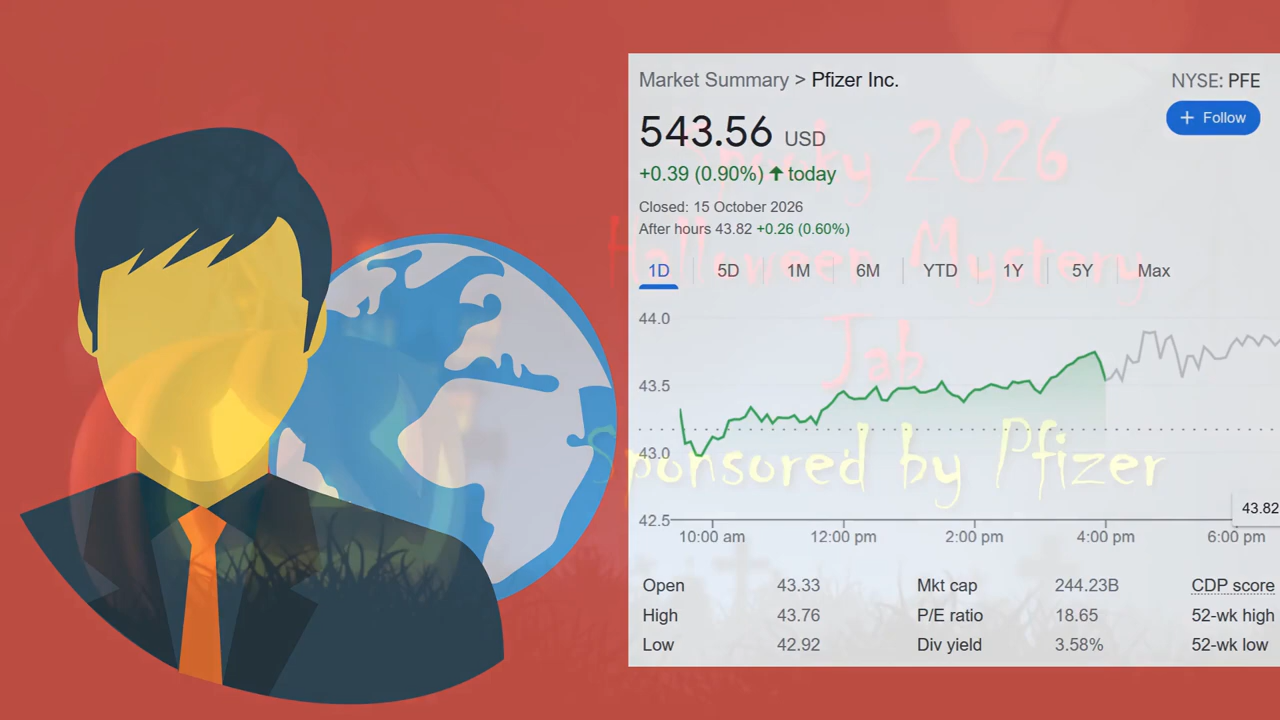 Market Summary > Pfizer Inc.
NYSE: PFE
543.56 USD
+ Follow
+0.39 (0.90%) ↑ today
Closed: 15 October 2026
After hours 43.82 +0.26 (0.60%)
1D 5D 1M 6M YTD 1Y 5Y Max
Spooky 2026
Halloween Mystery
Jab
Sponsored by Pfizer
44.0
43.5
43.0
42.5
43.82
10:00 am 12:00 pm 2:00 pm 4:00 pm 6:00 pm
Open 43.33 Mkt cap 244.23B CDP score
High 43.76 P/E ratio 18.65 52-wk high
Low 42.92 Div yield 3.58% 52-wk low